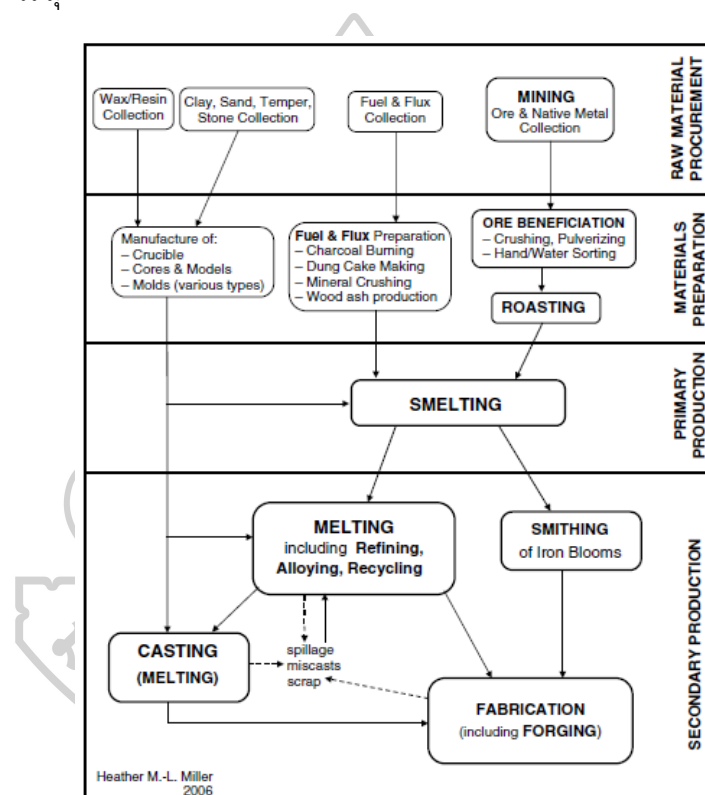 Wax/Resin
Collection
Clay, Sand, Temper,
Stone Collection
Fuel & Flux
Collection
MINING
Ore & Native Metal
Collection
RAW MATERIAL
PROCUREMENT
Manufacture of:
– Crucible
– Cores & Models
– Molds (various types)
Fuel & Flux Preparation
– Charcoal Burning
– Dung Cake Making
– Mineral Crushing
– Wood ash production
ORE BENEFICIATION
– Crushing, Pulverizing
– Hand/Water Sorting
ROASTING
MATERIALS
PREPARATION
SMELTING
PRIMARY
PRODUCTION
MELTING
including Refining,
Alloying, Recycling
SMITHING
of Iron Blooms
CASTING
(MELTING)
spillage
miscasts
scrap
FABRICATION
(including FORGING)
SECONDARY PRODUCTION
Heather M.-L. Miller
2006